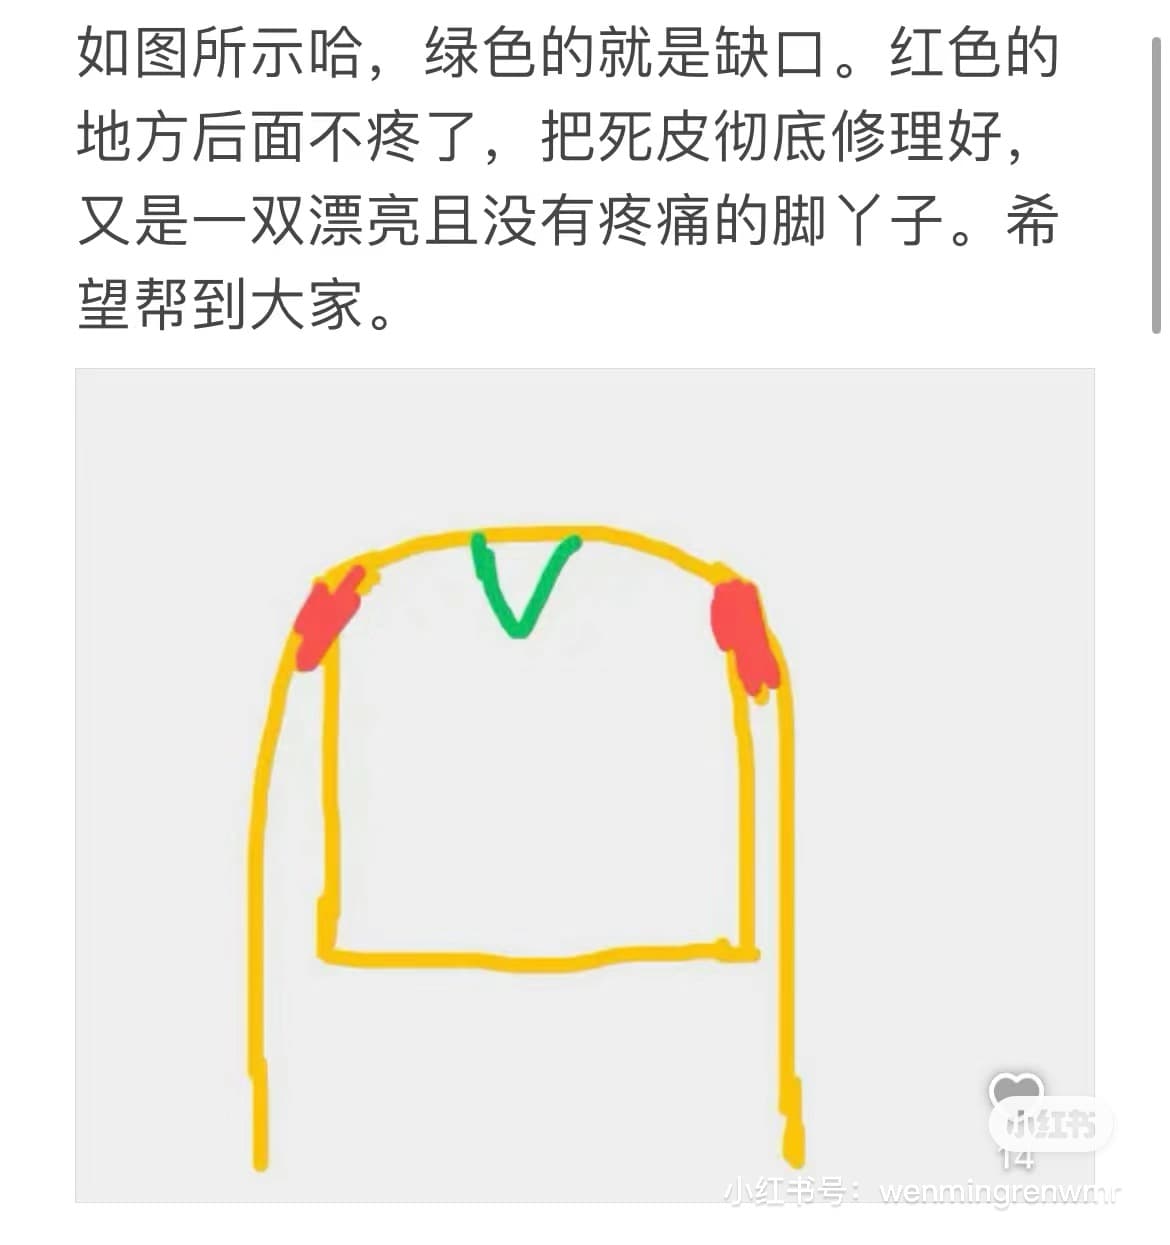 如图所示哈，绿色的就是缺口。红色的
地方后面不疼了，把死皮彻底修理好，
又是一双漂亮且没有疼痛的脚丫子。希
望帮到大家。
小红书
14
小红书号：wenmingrenwmr